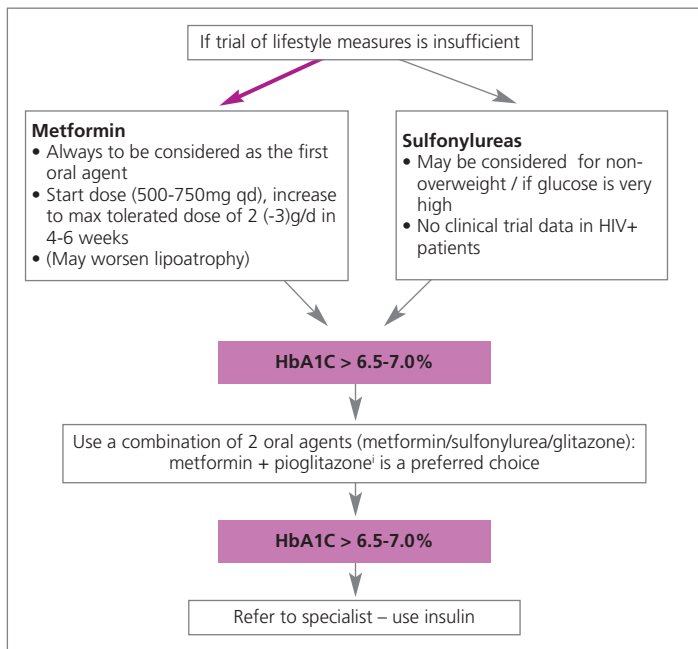 If trial of lifestyle measures is insufficient
Metformin
• Always to be considered as the first
oral agent
• Start dose (500-750mg qd), increase
to max tolerated dose of 2 (-3)g/d in
4-6 weeks
• (May worsen lipoatrophy)
Sulfonylureas
• May be considered for non-
overweight / if glucose is very
high
• No clinical trial data in HIV+
patients
HbA1C > 6.5-7.0%
Use a combination of 2 oral agents (metformin/sulfonylurea/glitazone):
metformin + pioglitazoneⁱ is a preferred choice
HbA1C > 6.5-7.0%
Refer to specialist – use insulin